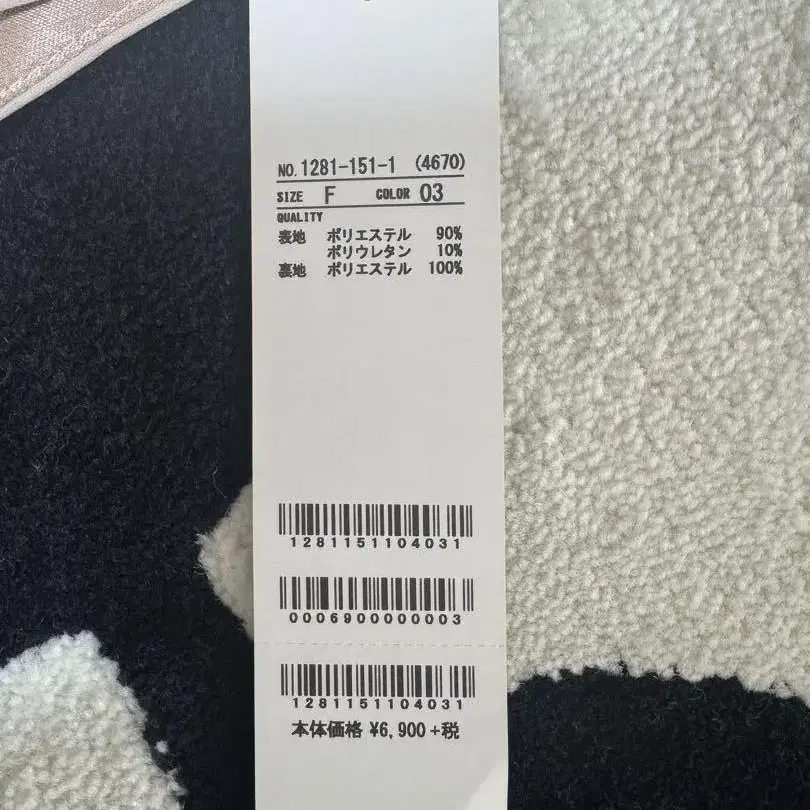 NO. 1281-151-1 (4670)
SIZE F COLOR 03
QUALITY
表地 ポリエステル 90%
ポリウレタン 10%
裏地 ポリエステル 100%
1281151104031
0006900000003
1281151104031
本体価格 ¥6,900+税